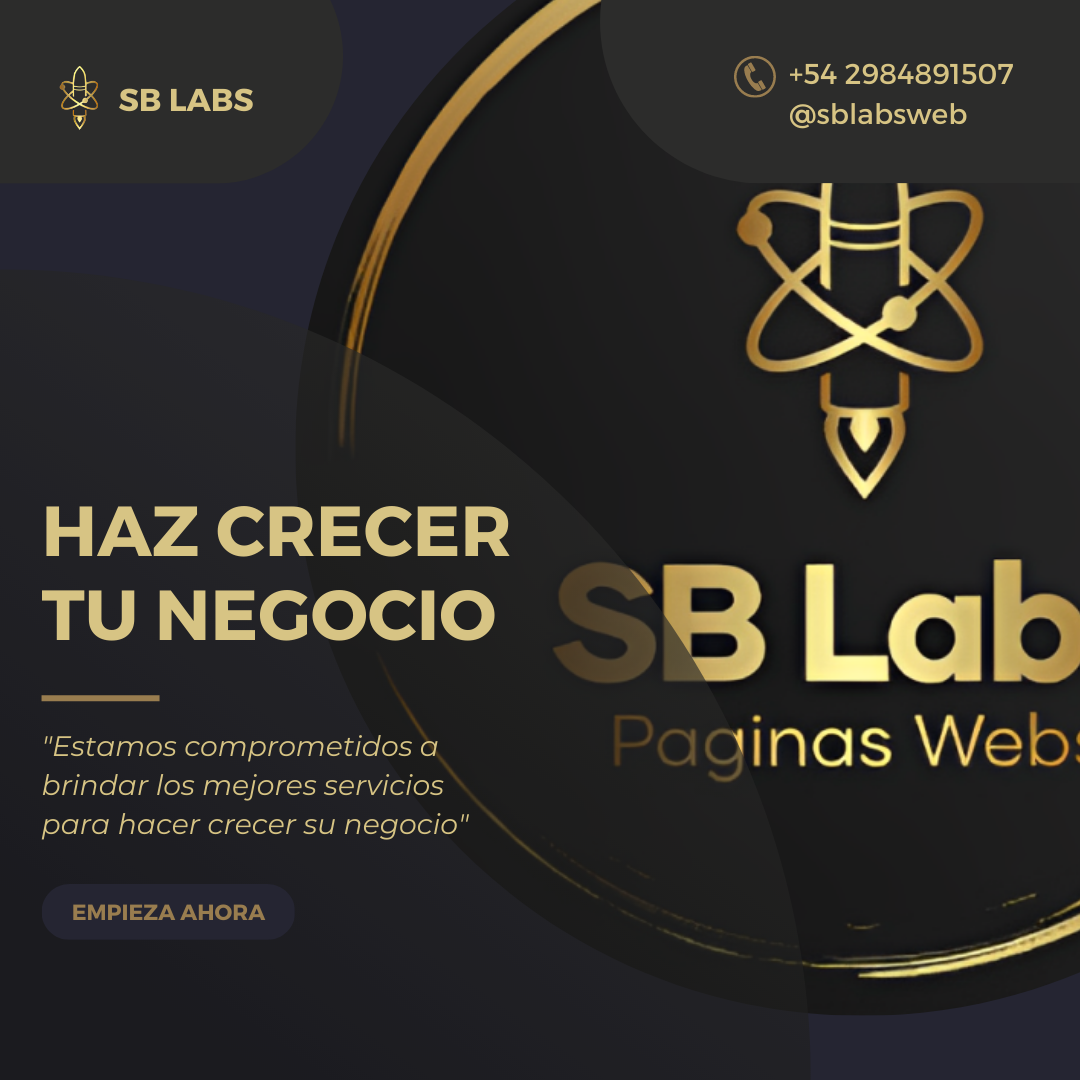 SB LABS
+54 2984891507
@sblabsweb
HAZ CRECER
TU NEGOCIO
SB Lab
Paginas Webs
"Estamos comprometidos a
brindar los mejores servicios
para hacer crecer su negocio"
EMPIEZA AHORA